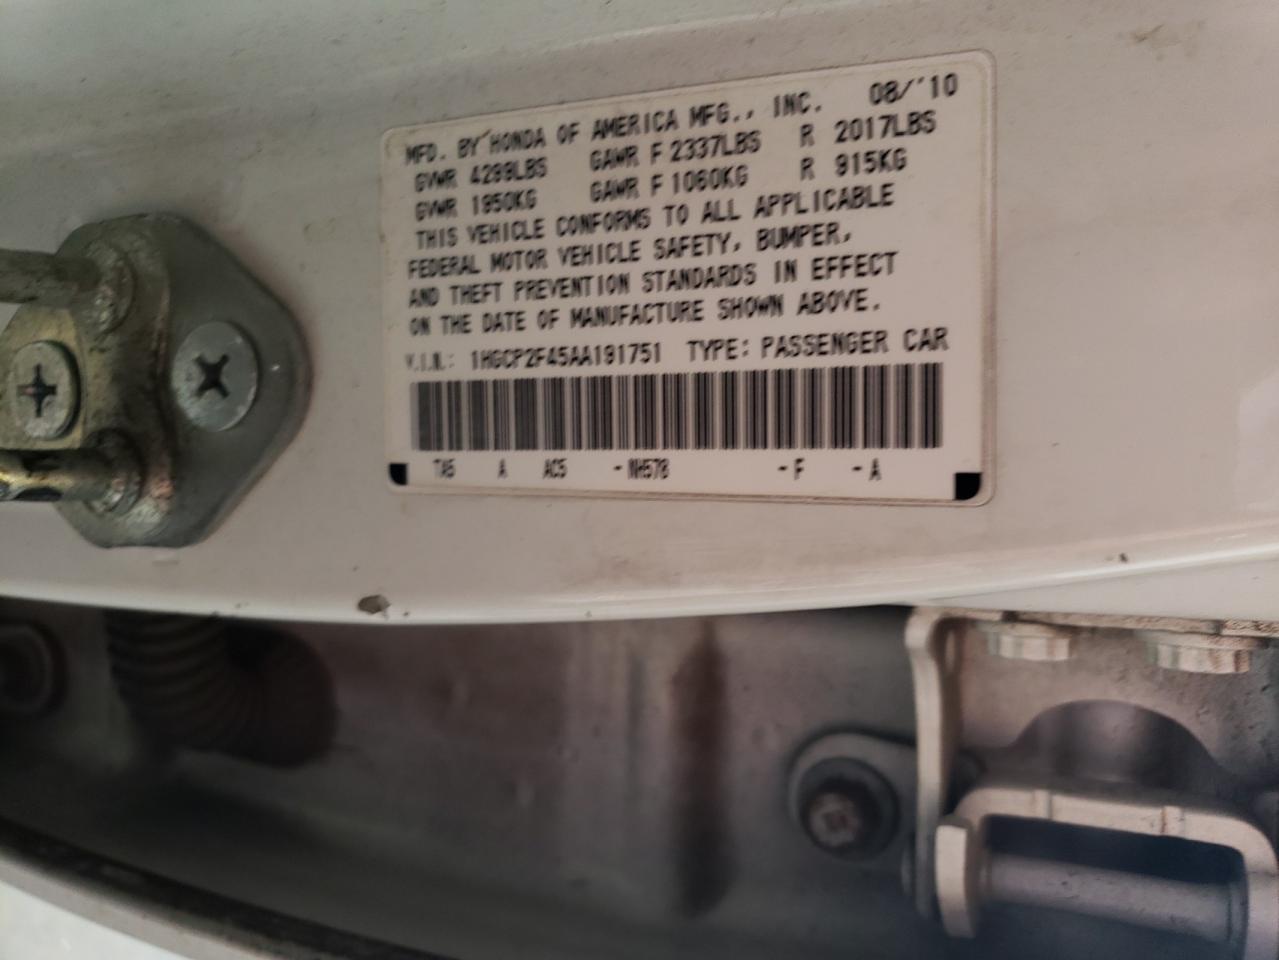 MFD. BY HONDA OF AMERICA MFG., INC. 08/'10
GVWR 4299LBS GAWR F 2337LBS R 2017LBS
GVWR 1950KG GAWR F 1060KG R 915KG
THIS VEHICLE CONFORMS TO ALL APPLICABLE
FEDERAL MOTOR VEHICLE SAFETY, BUMPER,
AND THEFT PREVENTION STANDARDS IN EFFECT
ON THE DATE OF MANUFACTURE SHOWN ABOVE.
V.I.N.: 1HGCP2F45AA191751 TYPE: PASSENGER CAR
TA5 A AC5 -NH578 -F -A